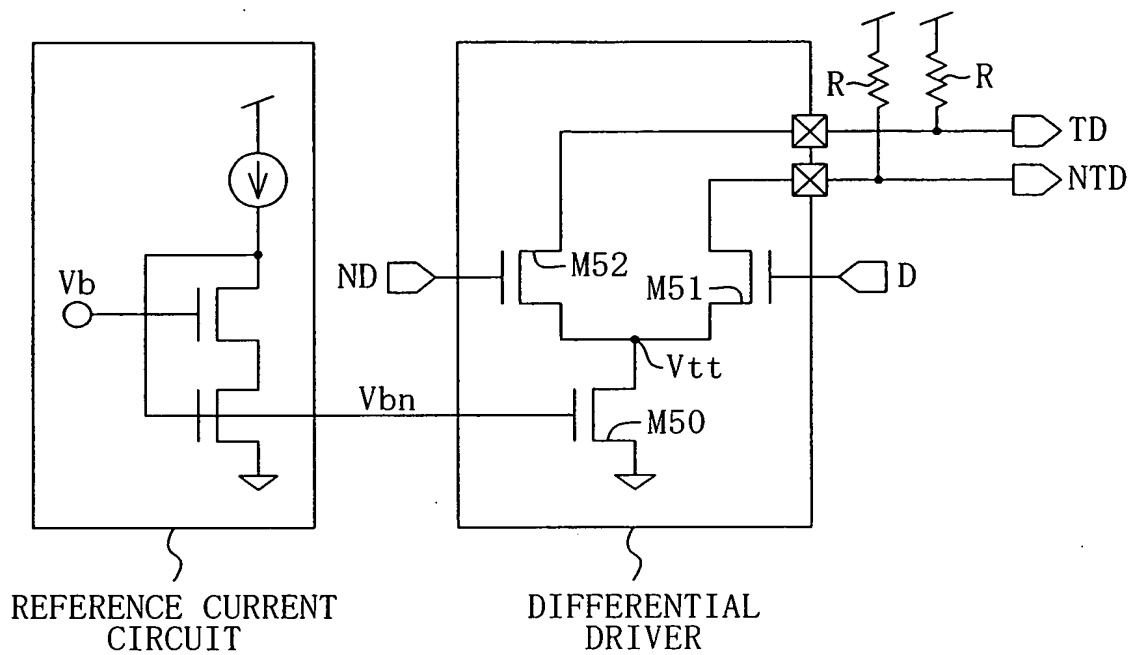 R
R
TD
NTD
Vb
ND
M52
M51
D
Vtt
Vbn
M50
REFERENCE CURRENT
CIRCUIT
DIFFERENTIAL
DRIVER